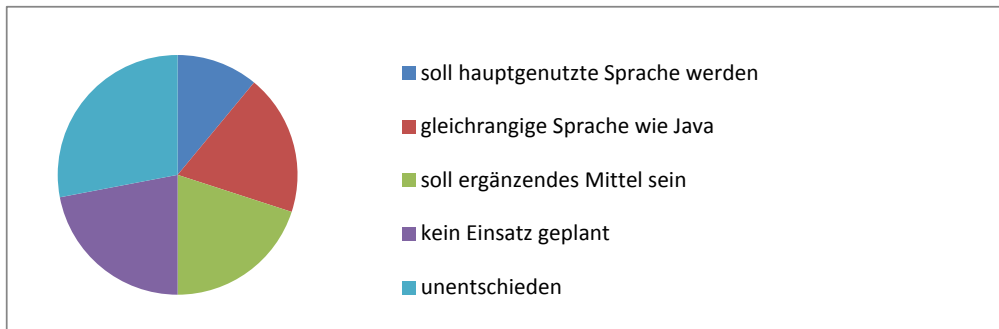 soll hauptgenutzte Sprache werden
gleichrangige Sprache wie Java
soll ergänzendes Mittel sein
kein Einsatz geplant
unentschieden